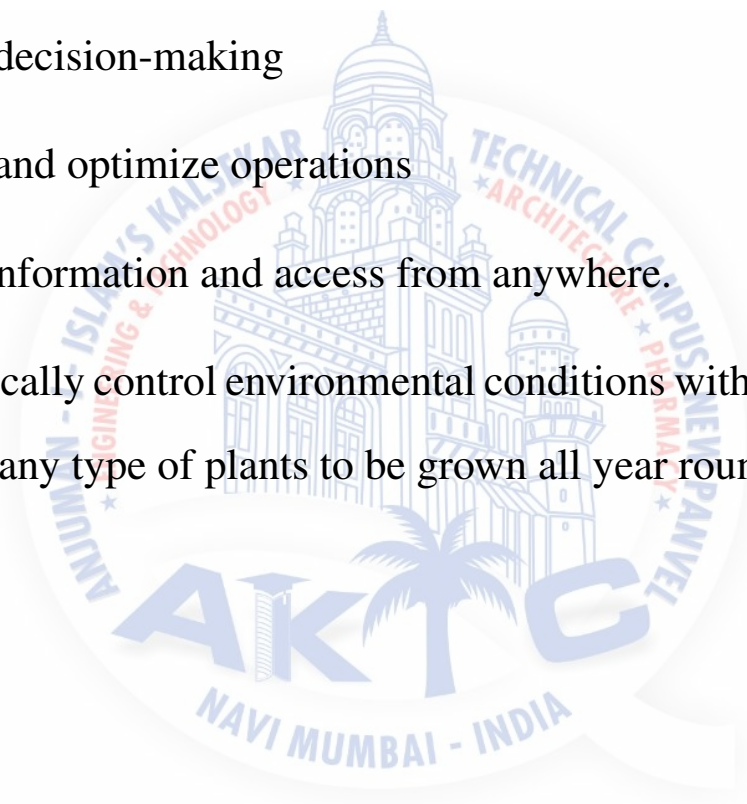 decision-making
and optimize operations
nformation and access from anywhere.
cally control environmental conditions with
any type of plants to be grown all year roun
ANJUMAN - I - ISLAM'S KALSEKAR TECHNICAL CAMPUS NEW PANVEL
ENGINEERING & TECHNOLOGY ★ ★ ARCHITECTURE ★ PHARMACY ★
AKTC
NAVI MUMBAI - INDIA